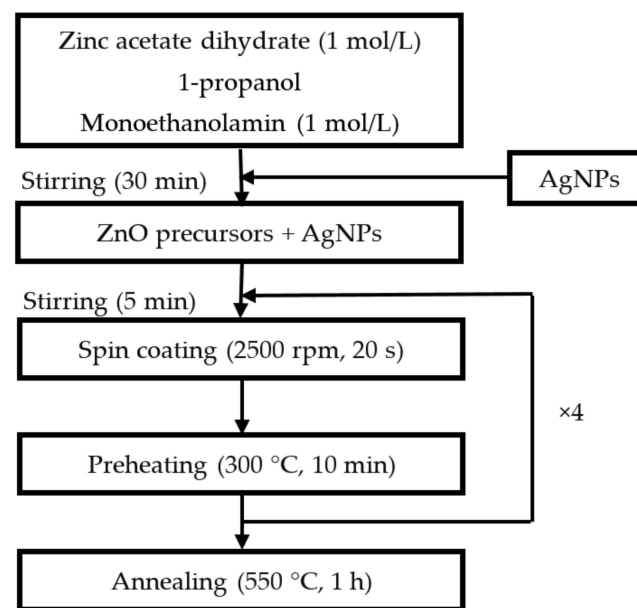 Zinc acetate dihydrate (1 mol/L)
1-propanol
Monoethanolamin (1 mol/L)
Stirring (30 min)
AgNPs
ZnO precursors + AgNPs
Stirring (5 min)
Spin coating (2500 rpm, 20 s)
×4
Preheating (300 °C, 10 min)
Annealing (550 °C, 1 h)